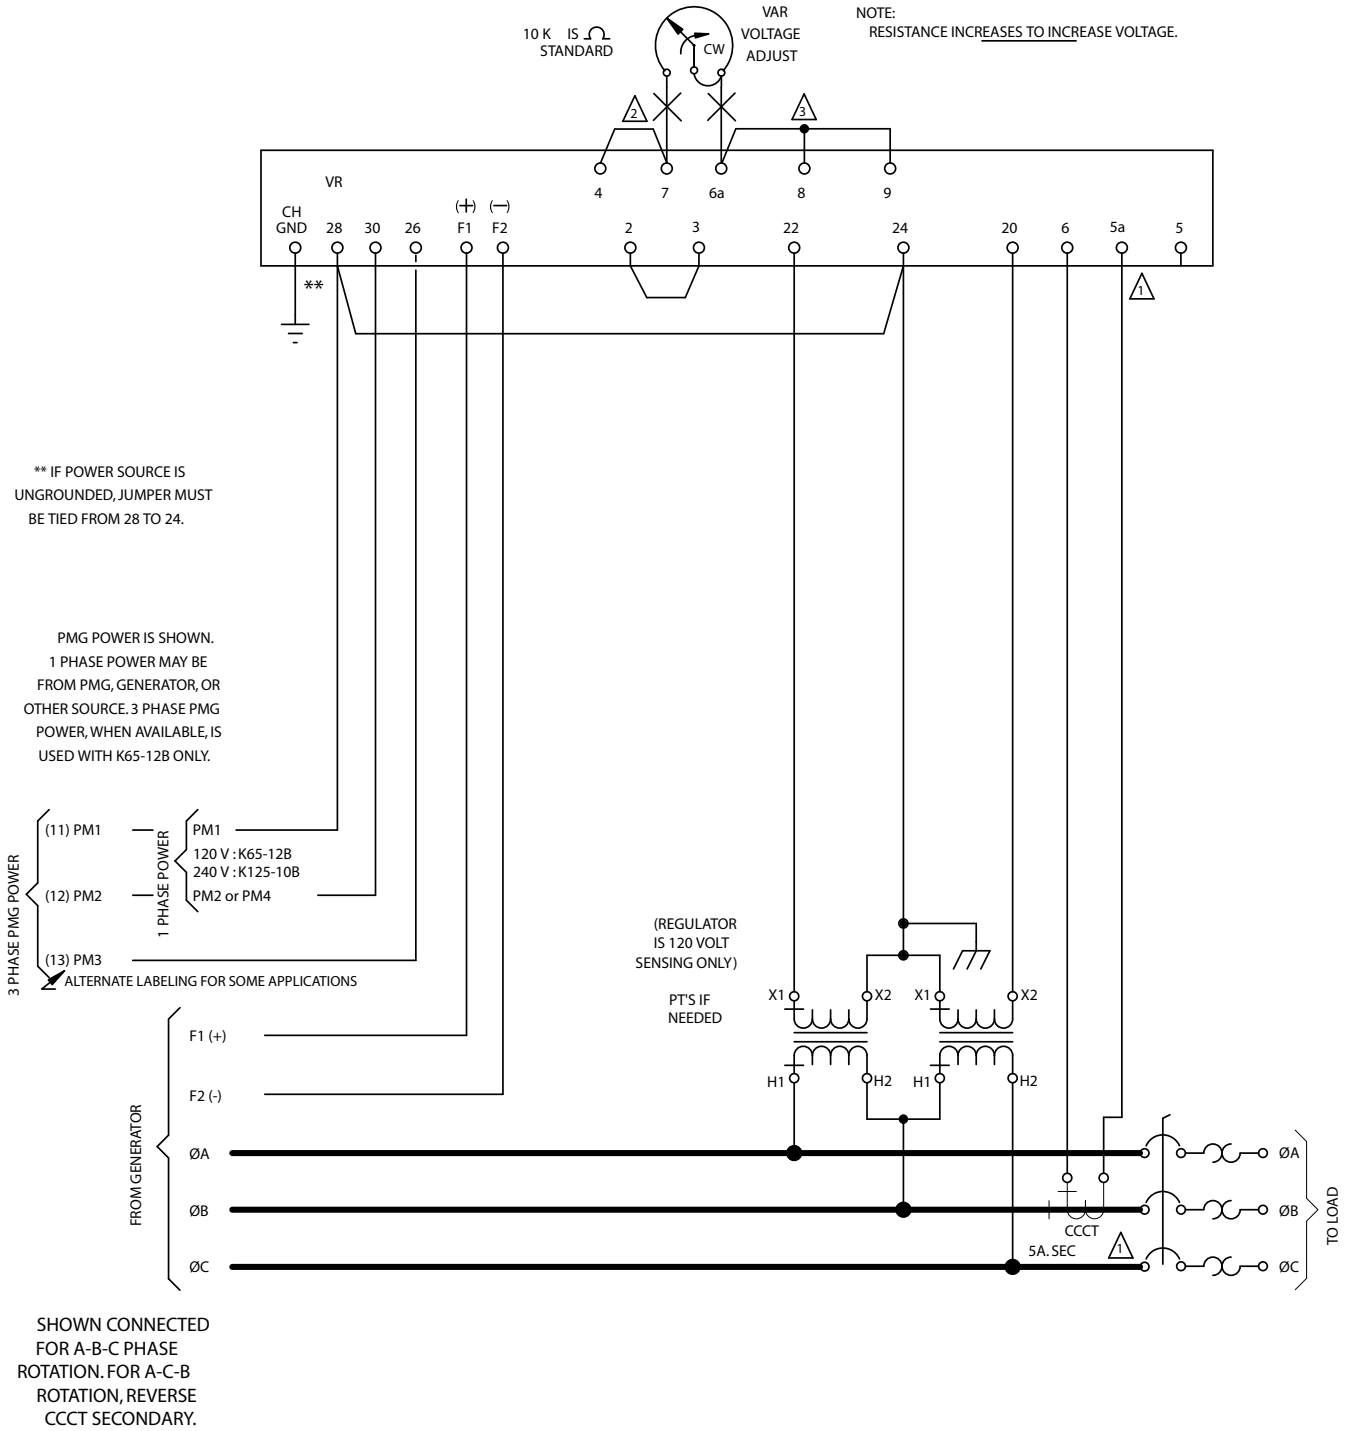 10 K IS Ω
STANDARD
VAR
VOLTAGE
ADJUST
NOTE:
RESISTANCE INCREASES TO INCREASE VOLTAGE.
CW
2
3
VR
4
7
6a
8
9
CH
GND
28
30
26
(+)
F1
(—)
F2
2
3
22
24
20
6
5a
5
**
1
** IF POWER SOURCE IS
UNGROUNDED, JUMPER MUST
BE TIED FROM 28 TO 24.
PMG POWER IS SHOWN.
1 PHASE POWER MAY BE
FROM PMG, GENERATOR, OR
OTHER SOURCE. 3 PHASE PMG
POWER, WHEN AVAILABLE, IS
USED WITH K65-12B ONLY.
3 PHASE PMG POWER
(11) PM1
(12) PM2
(13) PM3
1 PHASE POWER
PM1
120 V : K65-12B
240 V : K125-10B
PM2 or PM4
ALTERNATE LABELING FOR SOME APPLICATIONS
(REGULATOR
IS 120 VOLT
SENSING ONLY)
PT'S IF
NEEDED
X1
X2
X1
X2
H1
H2
H1
H2
FROM GENERATOR
F1 (+)
F2 (-)
ØA
ØB
ØC
CCCT
5A. SEC
1
ØA
ØB
ØC
TO LOAD
SHOWN CONNECTED
FOR A-B-C PHASE
ROTATION. FOR A-C-B
ROTATION, REVERSE
CCCT SECONDARY.